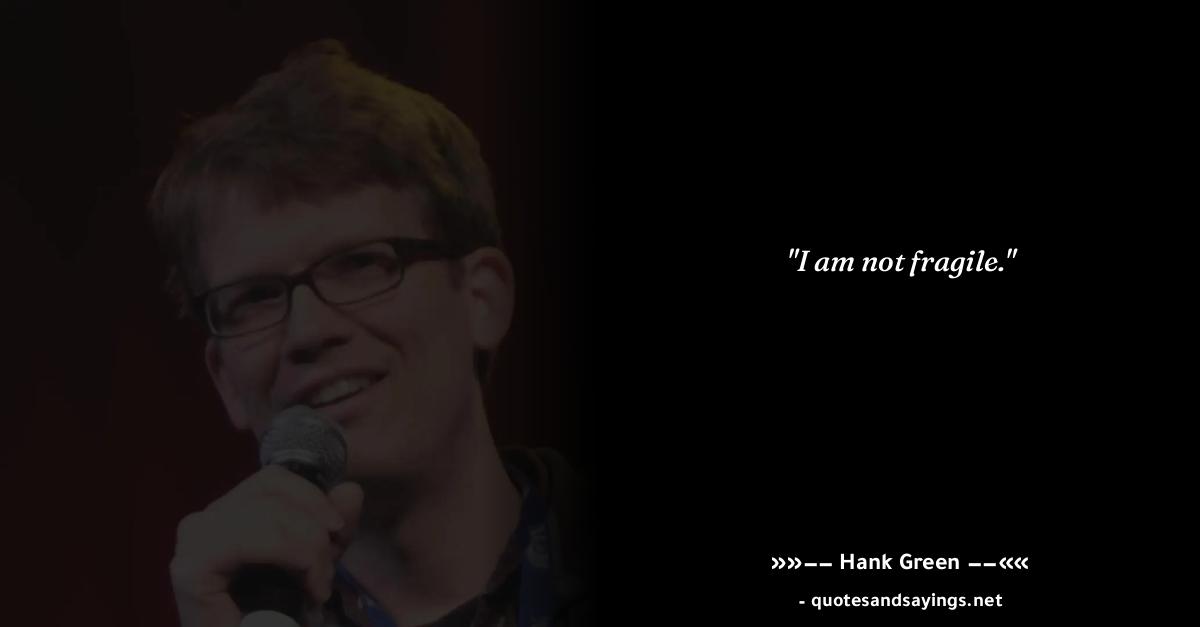 "I am not fragile."
»»−− Hank Green −−««
- quotesandsayings.net